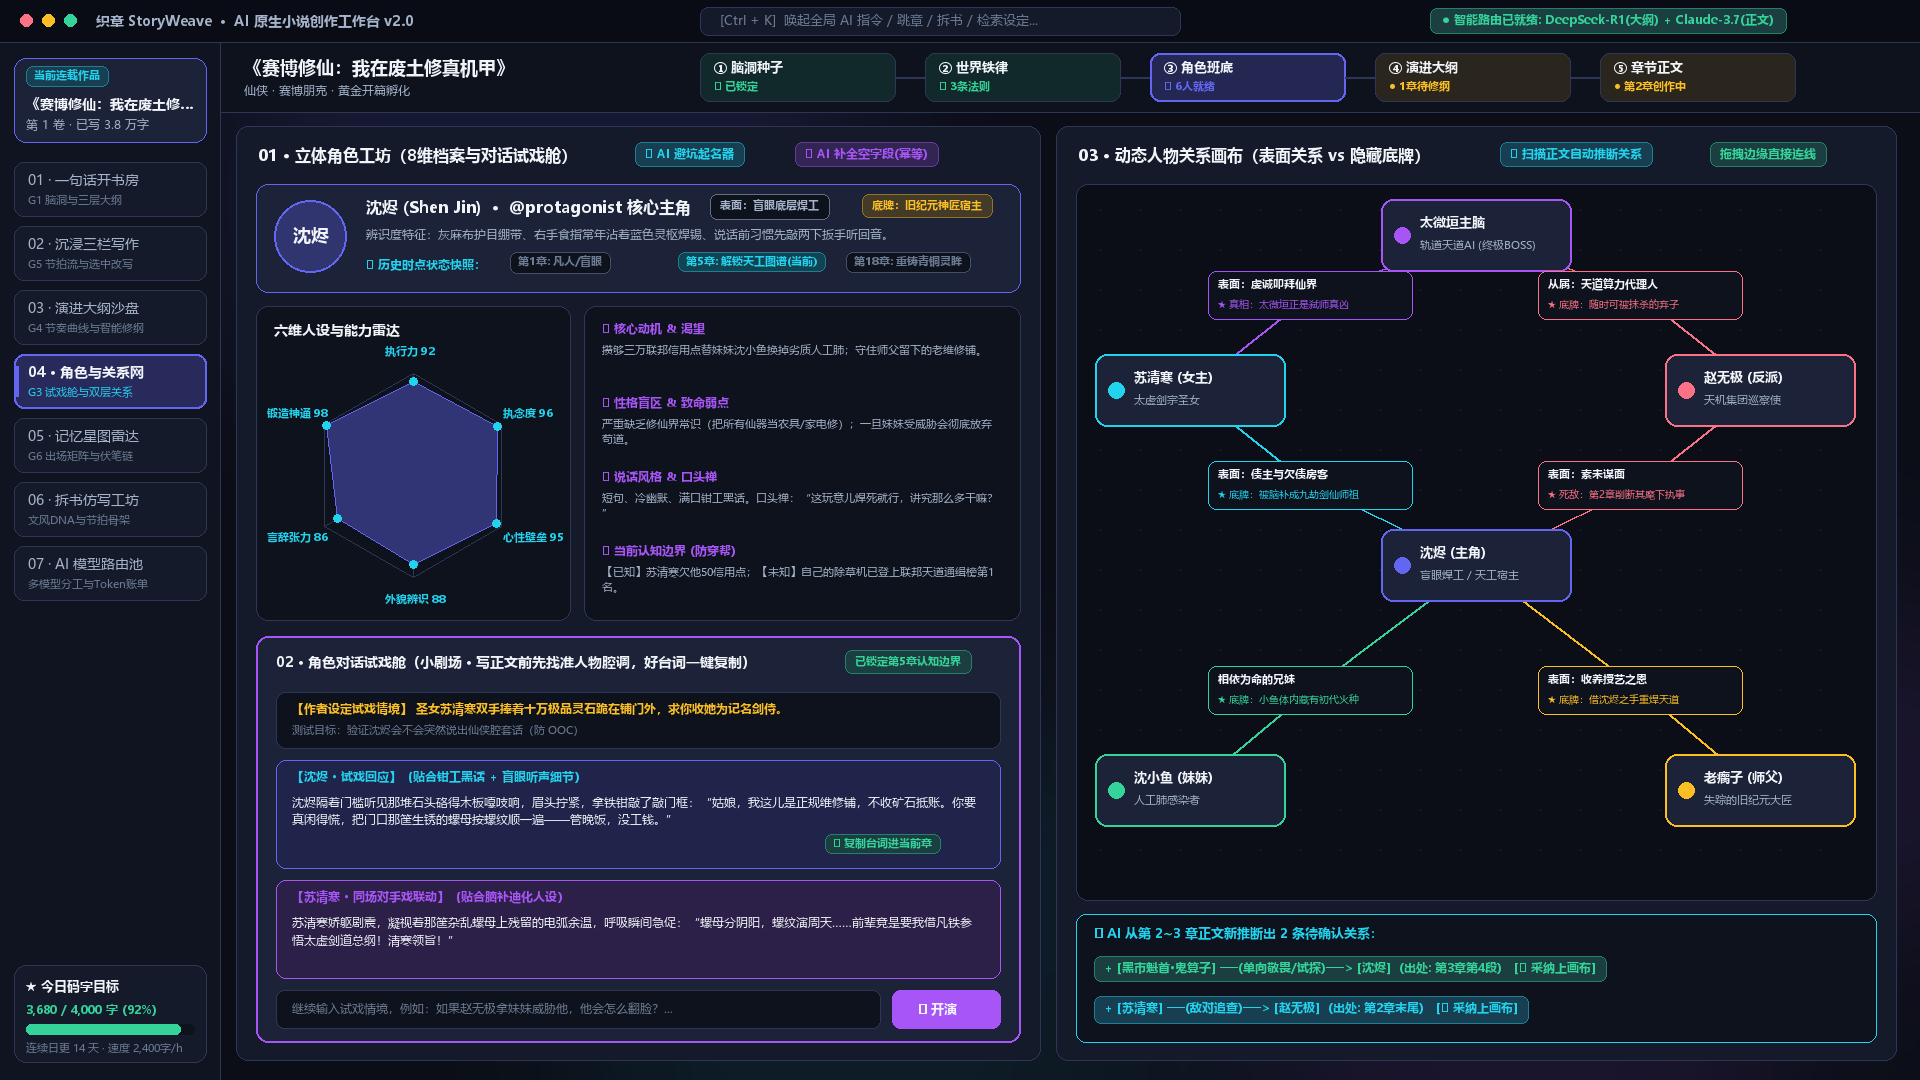 织章 StoryWeave • AI 原生小说创作工作台 v2.0
[Ctrl + K] 唤起全局 AI 指令 / 跳章 / 拆书 / 检索设定...
• 智能路由已就绪: DeepSeek-R1(大纲) + Claude-3.7(正文)
当前连载作品
《赛博修仙：我在废土修...
第 1 卷 · 已写 3.8 万字
01 · 一句话开书房
G1 脑洞与三层大纲
02 · 沉浸三栏写作
G5 节拍流与选中改写
03 · 演进大纲沙盘
G4 节奏曲线与智能修纲
04 • 角色与关系网
G3 试戏舱与双层关系
05 · 记忆星图雷达
G6 出场矩阵与伏笔链
06 · 拆书仿写工坊
文风DNA与节拍骨架
07 · AI 模型路由池
多模型分工与Token账单
★ 今日码字目标
3,680 / 4,000 字 (92%)
连续日更 14 天 · 速度 2,400字/h
《赛博修仙：我在废土修真机甲》
仙侠 · 赛博朋克 · 黄金开篇孵化
① 脑洞种子
已锁定
② 世界铁律
3条法则
③ 角色班底
6人就绪
④ 演进大纲
• 1章待修纲
⑤ 章节正文
• 第2章创作中
01 • 立体角色工坊（8维档案与对话试戏舱）
AI 避坑起名器
AI 补全空字段(幂等)
沈烬
沈烬 (Shen Jin) • @protagonist 核心主角
表面：盲眼底层焊工
底牌：旧纪元神匠宿主
辨识度特征：灰麻布护目绷带、右手食指常年沾着蓝色灵枢焊锡、说话前习惯先敲两下扳手听回音。
历史时点状态快照：
第1章: 凡人/盲眼
第5章: 解锁天工图谱(当前)
第18章: 重铸青铜灵眸
六维人设与能力雷达
执行力 92
执念度 96
心性壁垒 95
外貌辨识 88
言辞张力 86
锻造神通 98
核心动机 & 渴望
攒够三万联邦信用点替妹妹沈小鱼换掉劣质人工肺；守住师父留下的老维修铺。
性格盲区 & 致命弱点
严重缺乏修仙界常识（把所有仙器当农具/家电修）；一旦妹妹受威胁会彻底放弃
苟道。
说话风格 & 口头禅
短句、冷幽默、满口钳工黑话。口头禅：“这玩意儿焊死就行，讲究那么多干嘛？
”
当前认知边界 (防穿帮)
【已知】苏清寒欠他50信用点；【未知】自己的除草机已登上联邦天道通缉榜第1
名。
02 • 角色对话试戏舱（小剧场 • 写正文前先找准人物腔调，好台词一键复制）
已锁定第5章认知边界
【作者设定试戏情境】 圣女苏清寒双手捧着十万极品灵石跪在铺门外，求你收她为记名剑侍。
测试目标：验证沈烬会不会突然说出仙侠腔套话（防 OOC）
【沈烬 • 试戏回应】（贴合钳工黑话 + 盲眼听声细节）
沈烬隔着门槛听见那堆石头硌得木板嘎吱响，眉头拧紧，拿铁钳敲了敲门框：“姑娘，我这儿是正规维修铺，不收矿石抵账。你要
真闲得慌，把门口那筐生锈的螺母按螺纹顺一遍——管晚饭，没工钱。”
复制台词进当前章
【苏清寒 • 同场对手戏联动】（贴合脑补迪化人设）
苏清寒娇躯剧震，凝视着那筐杂乱螺母上残留的电弧余温，呼吸瞬间急促：“螺母分阴阳，螺纹演周天……前辈竟是要我借凡铁参
悟太虚剑道总纲！清寒领旨！”
继续输入试戏情境，例如：如果赵无极拿妹妹威胁他，他会怎么翻脸？...
开演
03 • 动态人物关系画布（表面关系 vs 隐藏底牌）
扫描正文自动推断关系
拖拽边缘直接连线
太微垣主脑
轨道天道AI (终极BOSS)
表面：虔诚叩拜仙界
★ 真相：太微垣正是弑师真凶
从属：天道算力代理人
★ 底牌：随时可被抹杀的弃子
苏清寒 (女主)
太虚剑宗圣女
赵无极 (反派)
天机集团巡察使
表面：债主与欠债房客
★ 底牌：被脑补成九劫剑仙师祖
表面：素未谋面
★ 死敌：第2章削断其麾下执事
沈烬 (主角)
盲眼焊工 / 天工宿主
相依为命的兄妹
★ 底牌：小鱼体内藏有初代火种
表面：收养授艺之恩
★ 底牌：借沈烬之手重焊天道
沈小鱼 (妹妹)
人工肺感染者
老瘸子 (师父)
失踪的旧纪元大匠
AI 从第 2~3 章正文新推断出 2 条待确认关系：
+ [黑市魁首•鬼算子] ──(单向敬畏/试探)──> [沈烬] （出处: 第3章第4段） [采纳上画布]
+ [苏清寒] ──(敌对追查)──> [赵无极] （出处: 第2章末尾） [采纳上画布]